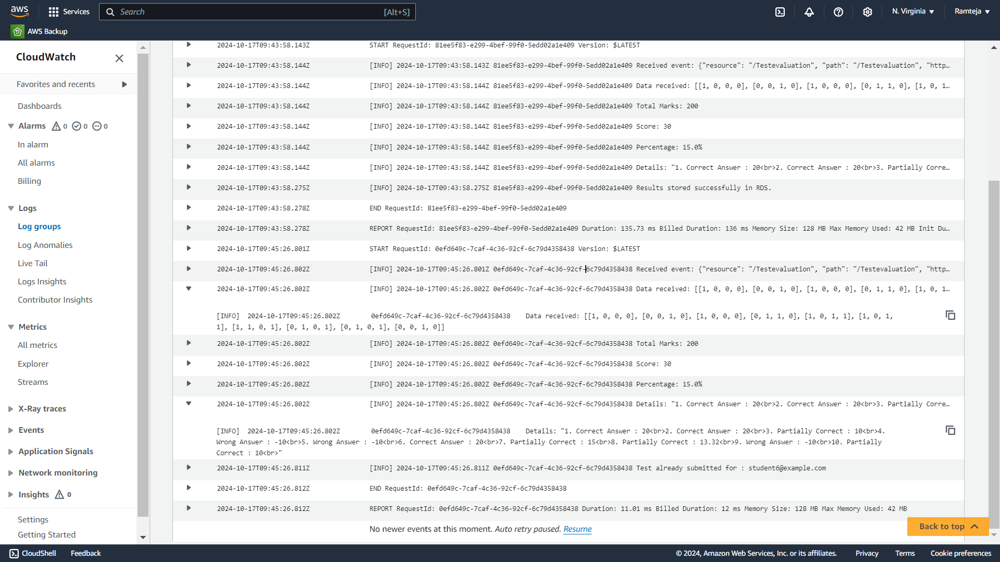 aws
Services
Search
[Alt+S]
N. Virginia
Ramteja
AWS Backup
CloudWatch
Favorites and recents
Dashboards
Alarms 0 0 0
In alarm
All alarms
Billing
Logs
Log groups
Log Anomalies
Live Tail
Logs Insights
Contributor Insights
Metrics
All metrics
Explorer
Streams
X-Ray traces
Events
Application Signals
Network monitoring
Insights 0
Settings
Getting Started
2024-10-17T09:43:58.143Z START RequestId: 81ee5f83-e299-4bef-99f0-5edd02a1e409 Version: $LATEST
2024-10-17T09:43:58.144Z [INFO] 2024-10-17T09:43:58.143Z 81ee5f83-e299-4bef-99f0-5edd02a1e409 Received event: {"resource": "/Testevaluation", "path": "/Testevaluation", "http…
2024-10-17T09:43:58.144Z [INFO] 2024-10-17T09:43:58.144Z 81ee5f83-e299-4bef-99f0-5edd02a1e409 Data received: [[1, 0, 0, 0], [0, 0, 1, 0], [1, 0, 0, 0], [0, 1, 1, 0], [1, 0, 1…
2024-10-17T09:43:58.144Z [INFO] 2024-10-17T09:43:58.144Z 81ee5f83-e299-4bef-99f0-5edd02a1e409 Total Marks: 200
2024-10-17T09:43:58.144Z [INFO] 2024-10-17T09:43:58.144Z 81ee5f83-e299-4bef-99f0-5edd02a1e409 Score: 30
2024-10-17T09:43:58.144Z [INFO] 2024-10-17T09:43:58.144Z 81ee5f83-e299-4bef-99f0-5edd02a1e409 Percentage: 15.0%
2024-10-17T09:43:58.144Z [INFO] 2024-10-17T09:43:58.144Z 81ee5f83-e299-4bef-99f0-5edd02a1e409 Details: "1. Correct Answer : 20<br>2. Correct Answer : 20<br>3. Partially Corre…
2024-10-17T09:43:58.275Z [INFO] 2024-10-17T09:43:58.275Z 81ee5f83-e299-4bef-99f0-5edd02a1e409 Results stored successfully in RDS.
2024-10-17T09:43:58.278Z END RequestId: 81ee5f83-e299-4bef-99f0-5edd02a1e409
2024-10-17T09:43:58.278Z REPORT RequestId: 81ee5f83-e299-4bef-99f0-5edd02a1e409 Duration: 135.73 ms Billed Duration: 136 ms Memory Size: 128 MB Max Memory Used: 42 MB Init Du…
2024-10-17T09:45:26.801Z START RequestId: 0efd649c-7caf-4c36-92cf-6c79d4358438 Version: $LATEST
2024-10-17T09:45:26.802Z [INFO] 2024-10-17T09:45:26.801Z 0efd649c-7caf-4c36-92cf-6c79d4358438 Received event: {"resource": "/Testevaluation", "path": "/Testevaluation", "http…
2024-10-17T09:45:26.802Z [INFO] 2024-10-17T09:45:26.802Z 0efd649c-7caf-4c36-92cf-6c79d4358438 Data received: [[1, 0, 0, 0], [0, 0, 1, 0], [1, 0, 0, 0], [0, 1, 1, 0], [1, 0, 1…
[INFO] 2024-10-17T09:45:26.802Z 0efd649c-7caf-4c36-92cf-6c79d4358438 Data received: [[1, 0, 0, 0], [0, 0, 1, 0], [1, 0, 0, 0], [0, 1, 1, 0], [1, 0, 1, 1], [1, 0, 1,
1], [1, 1, 0, 1], [0, 1, 0, 1], [0, 1, 0, 1], [0, 0, 1, 0]]
2024-10-17T09:45:26.802Z [INFO] 2024-10-17T09:45:26.802Z 0efd649c-7caf-4c36-92cf-6c79d4358438 Total Marks: 200
2024-10-17T09:45:26.802Z [INFO] 2024-10-17T09:45:26.802Z 0efd649c-7caf-4c36-92cf-6c79d4358438 Score: 30
2024-10-17T09:45:26.802Z [INFO] 2024-10-17T09:45:26.802Z 0efd649c-7caf-4c36-92cf-6c79d4358438 Percentage: 15.0%
2024-10-17T09:45:26.802Z [INFO] 2024-10-17T09:45:26.802Z 0efd649c-7caf-4c36-92cf-6c79d4358438 Details: "1. Correct Answer : 20<br>2. Correct Answer : 20<br>3. Partially Corre…
[INFO] 2024-10-17T09:45:26.802Z 0efd649c-7caf-4c36-92cf-6c79d4358438 Details: "1. Correct Answer : 20<br>2. Correct Answer : 20<br>3. Partially Correct : 10<br>4.
Wrong Answer : -10<br>5. Wrong Answer : -10<br>6. Correct Answer : 20<br>7. Partially Correct : 15<br>8. Partially Correct : 13.32<br>9. Wrong Answer : -10<br>10. Partially
Correct : 10<br>"
2024-10-17T09:45:26.811Z [INFO] 2024-10-17T09:45:26.811Z 0efd649c-7caf-4c36-92cf-6c79d4358438 Test already submitted for : student6@example.com
2024-10-17T09:45:26.812Z END RequestId: 0efd649c-7caf-4c36-92cf-6c79d4358438
2024-10-17T09:45:26.812Z REPORT RequestId: 0efd649c-7caf-4c36-92cf-6c79d4358438 Duration: 11.01 ms Billed Duration: 12 ms Memory Size: 128 MB Max Memory Used: 42 MB
No newer events at this moment. Auto retry paused. Resume
Back to top
CloudShell
Feedback
© 2024, Amazon Web Services, Inc. or its affiliates.
Privacy
Terms
Cookie preferences